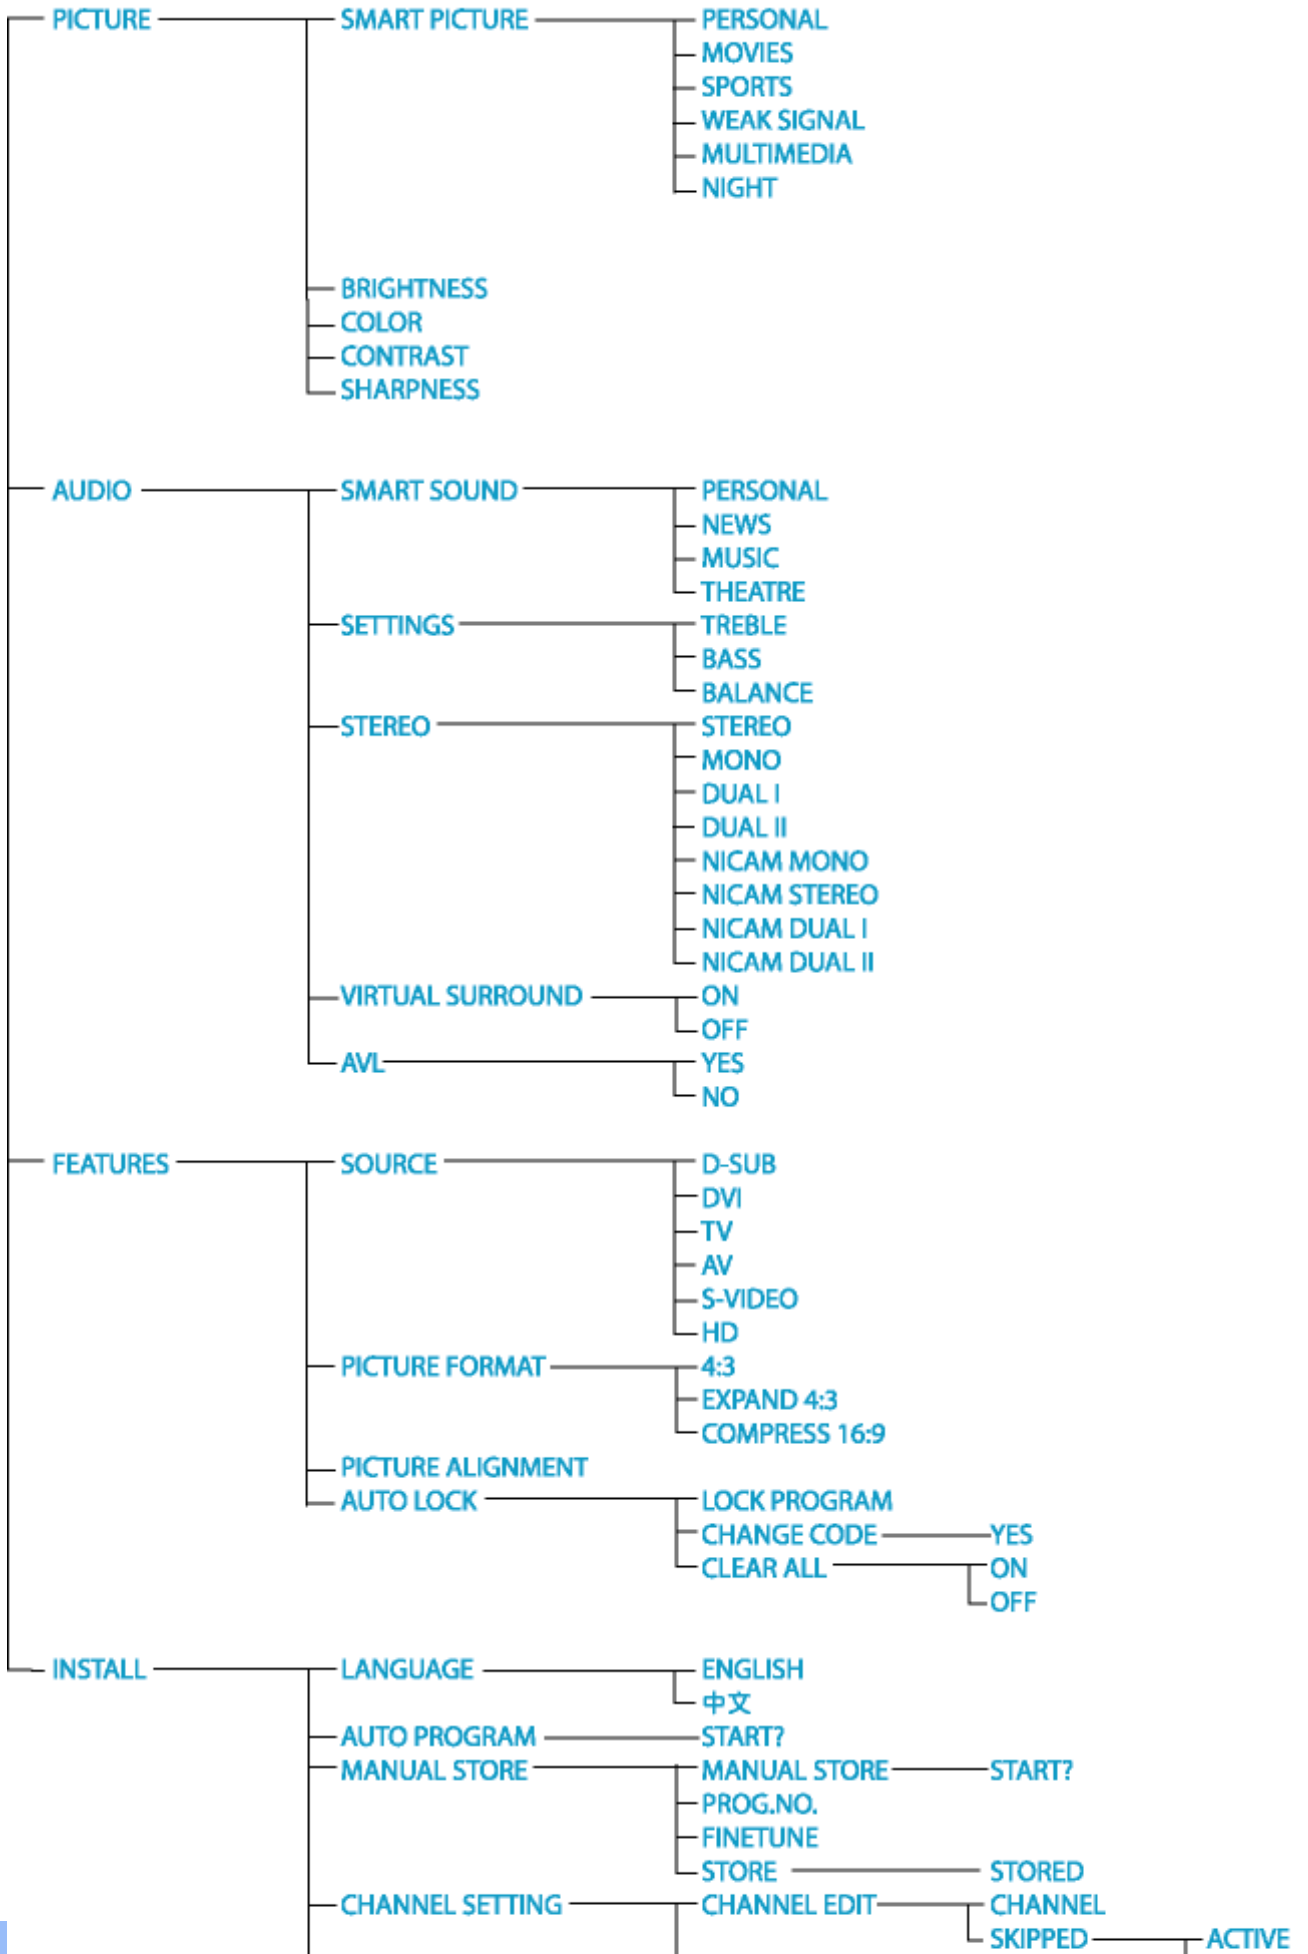 PICTURE SMART PICTURE PERSONAL
MOVIES
SPORTS
WEAK SIGNAL
MULTIMEDIA
NIGHT
BRIGHTNESS
COLOR
CONTRAST
SHARPNESS
AUDIO SMART SOUND PERSONAL
NEWS
MUSIC
THEATRE
SETTINGS TREBLE
BASS
BALANCE
STEREO STEREO
MONO
DUAL I
DUAL II
NICAM MONO
NICAM STEREO
NICAM DUAL I
NICAM DUAL II
VIRTUAL SURROUND ON
OFF
AVL YES
NO
FEATURES SOURCE D-SUB
DVI
TV
AV
S-VIDEO
HD
PICTURE FORMAT 4:3
EXPAND 4:3
COMPRESS 16:9
PICTURE ALIGNMENT
AUTO LOCK LOCK PROGRAM
CHANGE CODE YES
CLEAR ALL ON
OFF
INSTALL LANGUAGE ENGLISH
中文
AUTO PROGRAM START?
MANUAL STORE MANUAL STORE START?
PROG.NO.
FINETUNE
STORE STORED
CHANNEL SETTING CHANNEL EDIT CHANNEL
SKIPPED ACTIVE